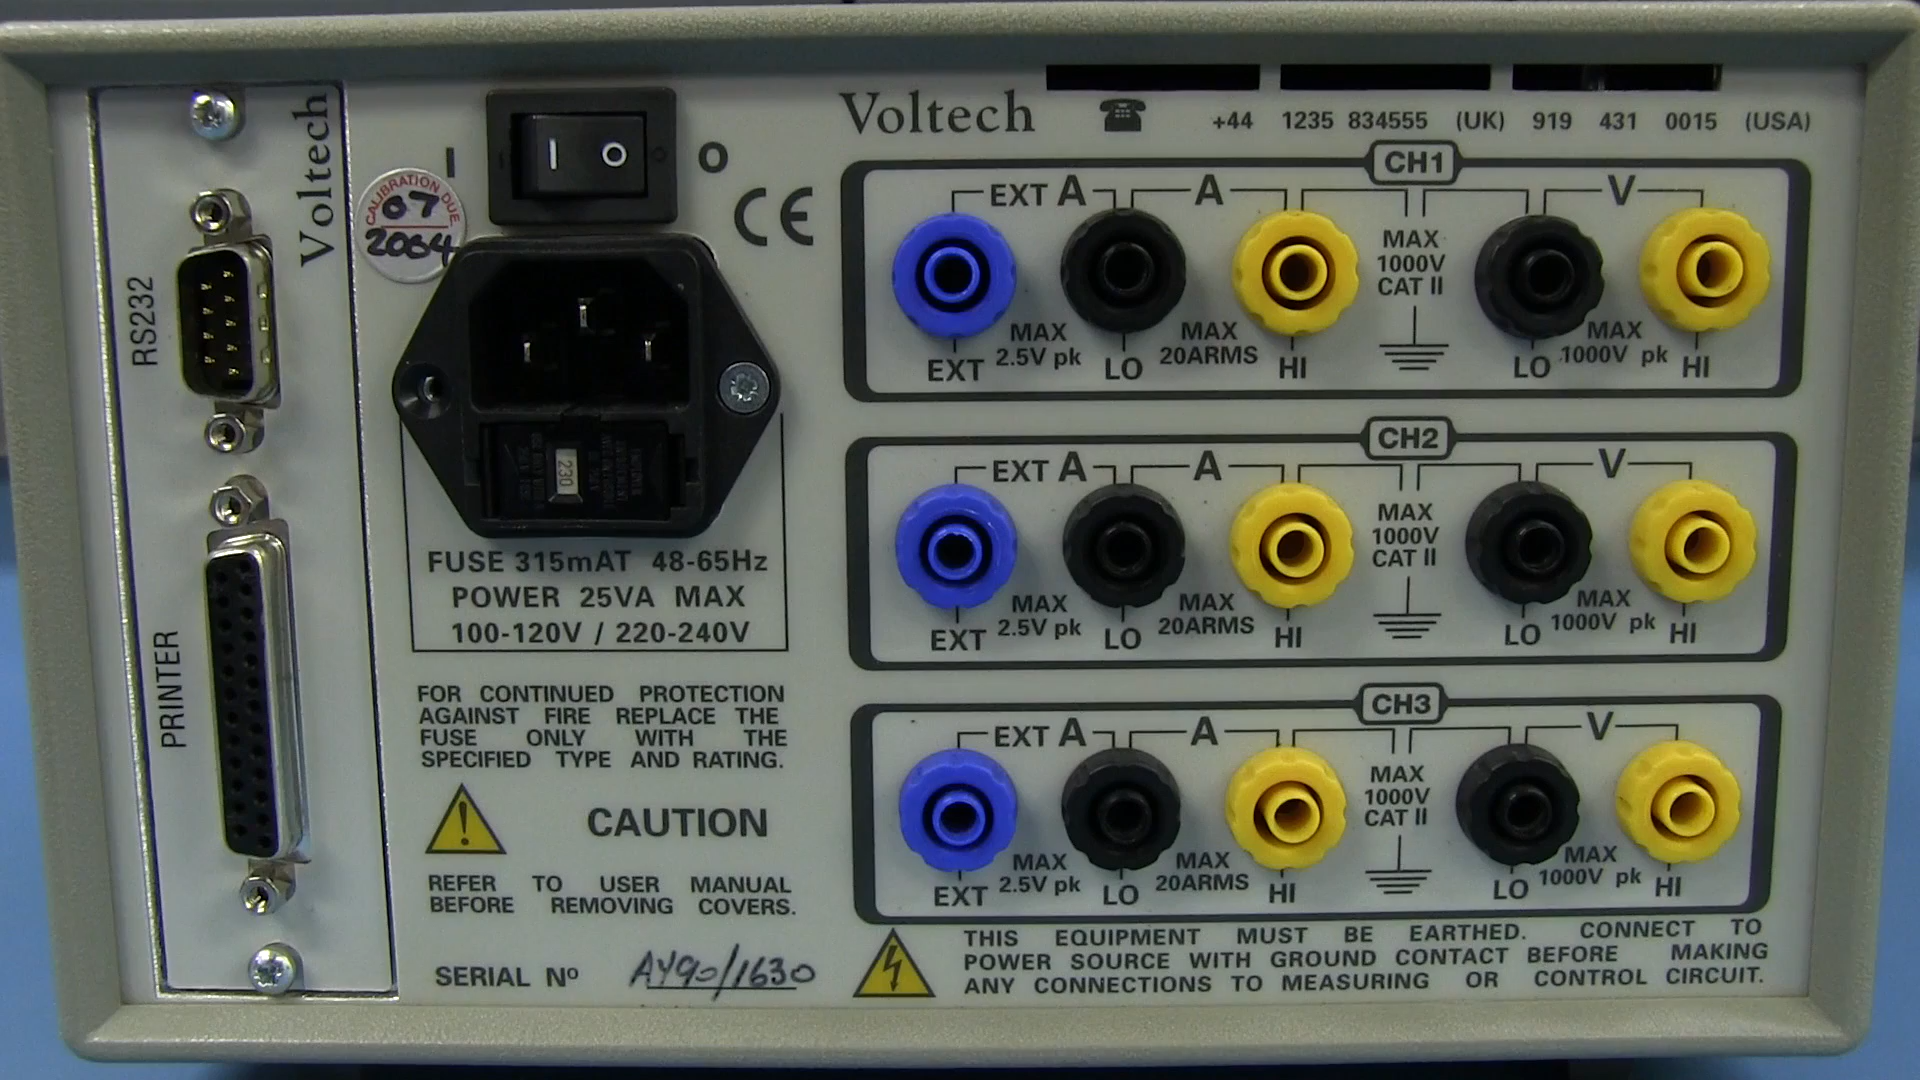 Voltech
RS232
PRINTER
I O
I O
CALIBRATION DUE
07
2004
CE
230
FUSE 315mAT 48-65Hz
POWER 25VA MAX
100-120V / 220-240V
FOR CONTINUED PROTECTION
AGAINST FIRE REPLACE THE
FUSE ONLY WITH THE
SPECIFIED TYPE AND RATING.
CAUTION
REFER TO USER MANUAL
BEFORE REMOVING COVERS.
SERIAL Nº AY90/1630
Voltech ☎ +44 1235 834555 (UK) 919 431 0015 (USA)
CH1
EXT A A V
MAX
1000V
CAT II
EXT MAX 2.5V pk LO MAX 20ARMS HI LO MAX 1000V pk HI
CH2
EXT A A V
MAX
1000V
CAT II
EXT MAX 2.5V pk LO MAX 20ARMS HI LO MAX 1000V pk HI
CH3
EXT A A V
MAX
1000V
CAT II
EXT MAX 2.5V pk LO MAX 20ARMS HI LO MAX 1000V pk HI
THIS EQUIPMENT MUST BE EARTHED. CONNECT TO
POWER SOURCE WITH GROUND CONTACT BEFORE MAKING
ANY CONNECTIONS TO MEASURING OR CONTROL CIRCUIT.